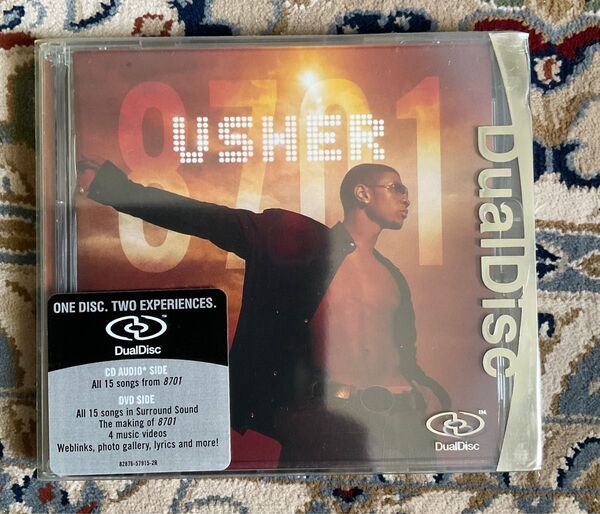 8701
USHER
DualDisc
ONE DISC. TWO EXPERIENCES.
TM
DualDisc
CD AUDIO* SIDE
All 15 songs from 8701
DVD SIDE
All 15 songs in Surround Sound
The making of 8701
4 music videos
Weblinks, photo gallery, lyrics and more!
82876-57915-2R
TM
DualDisc